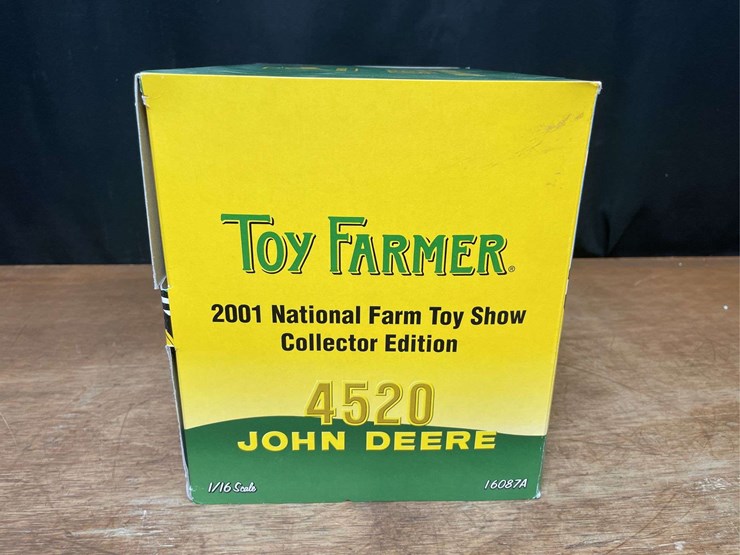 TOY FARMER®
2001 National Farm Toy Show
Collector Edition
4520
JOHN DEERE
1/16 Scale 16087A